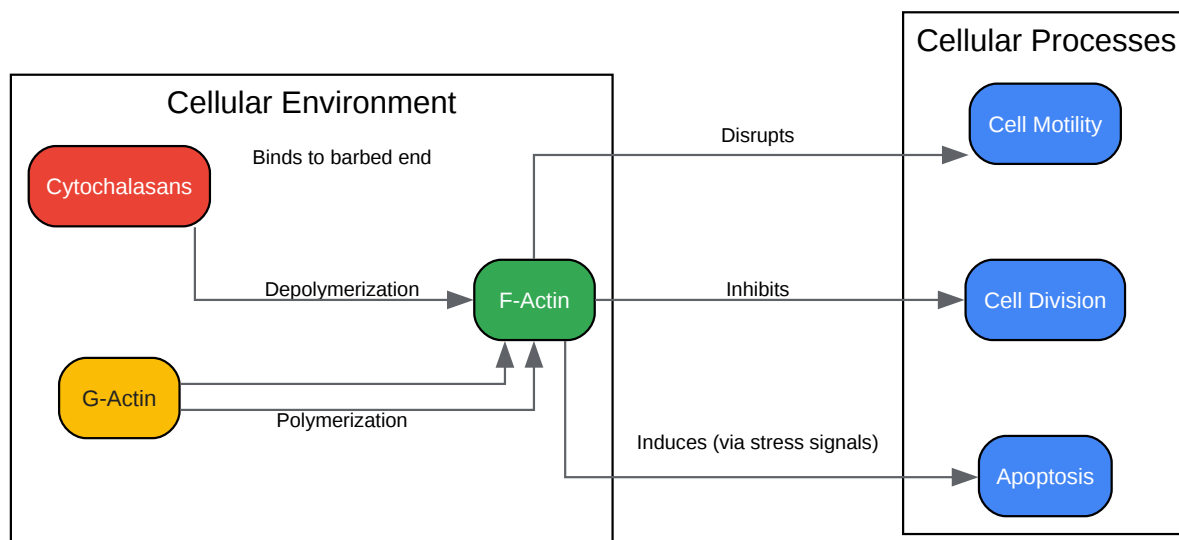 Cellular Processes
Cellular Environment
Cell Motility
Disrupts
Binds to barbed end
Cytochalasans
Depolymerization
F-Actin
Inhibits
Cell Division
G-Actin
Polymerization
Induces (via stress signals)
Apoptosis